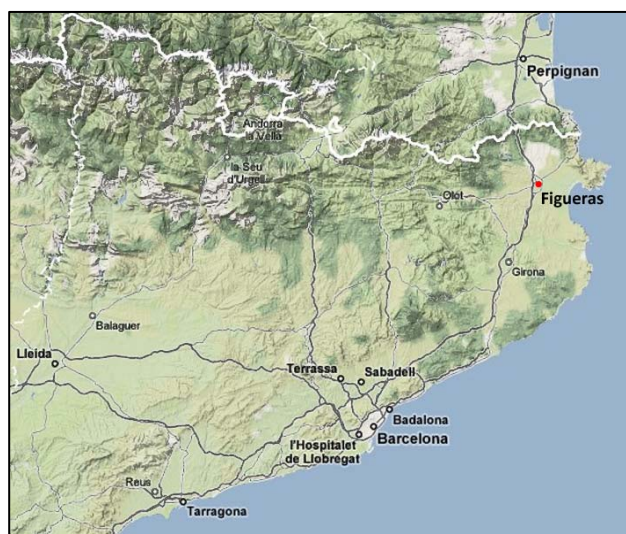 Perpignan
Andorra
la Vella
la Seu
d'Urgell
Olot
Figueras
Girona
Balaguer
Lleida
Terrassa
Sabadell
Badalona
Barcelona
l'Hospitalet
de Llobregat
Reus
Tarragona